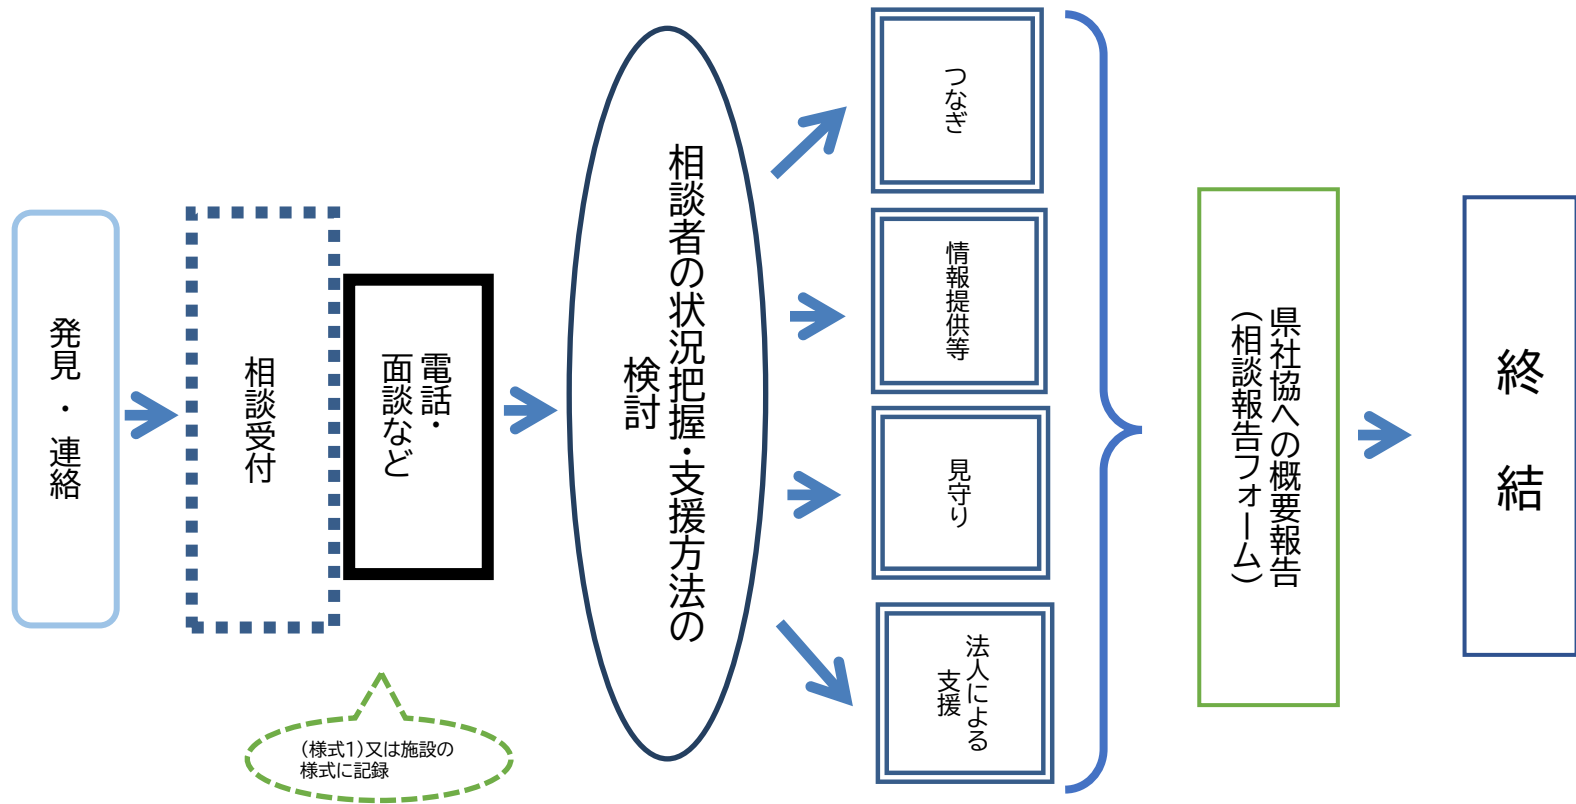 発見・連絡
相談受付
電話・
面談など
(様式1)又は施設の
様式に記録
相談者の状況把握・支援方法の
検討
つなぎ
情報提供等
見守り
法人による
支援
県社協への概要報告
(相談報告フォーム)
終結